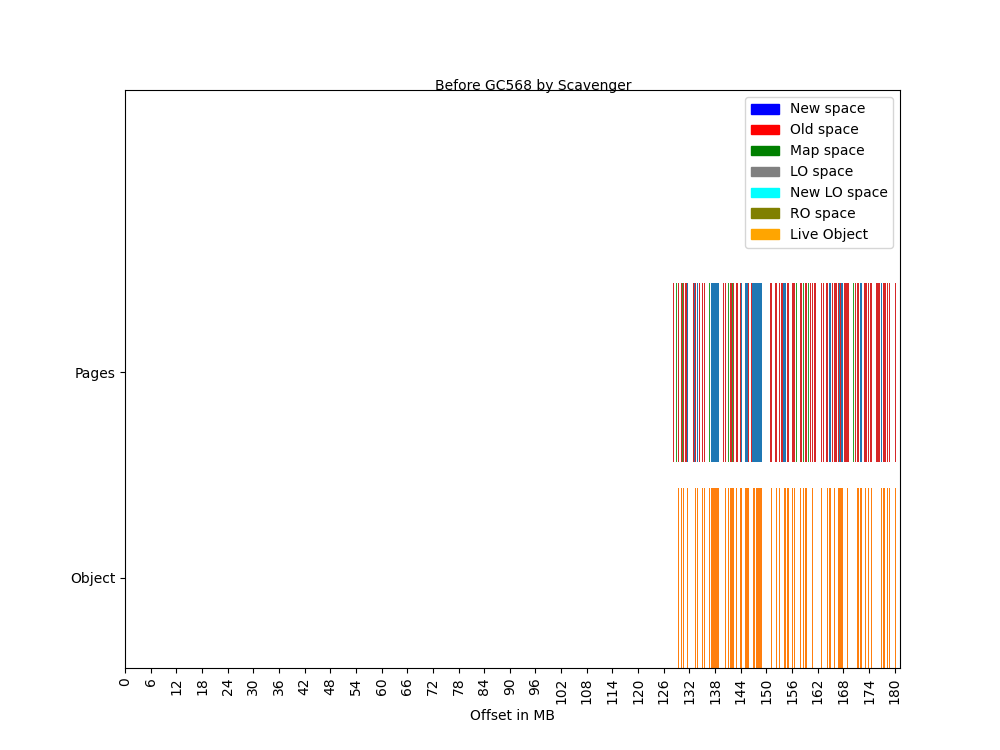 Before GC568 by Scavenger
New space
Old space
Map space
LO space
New LO space
RO space
Live Object
Pages
Object
0 6 12 18 24 30 36 42 48 54 60 66 72 78 84 90 96 102 108 114 120 126 132 138 144 150 156 162 168 174 180
Offset in MB